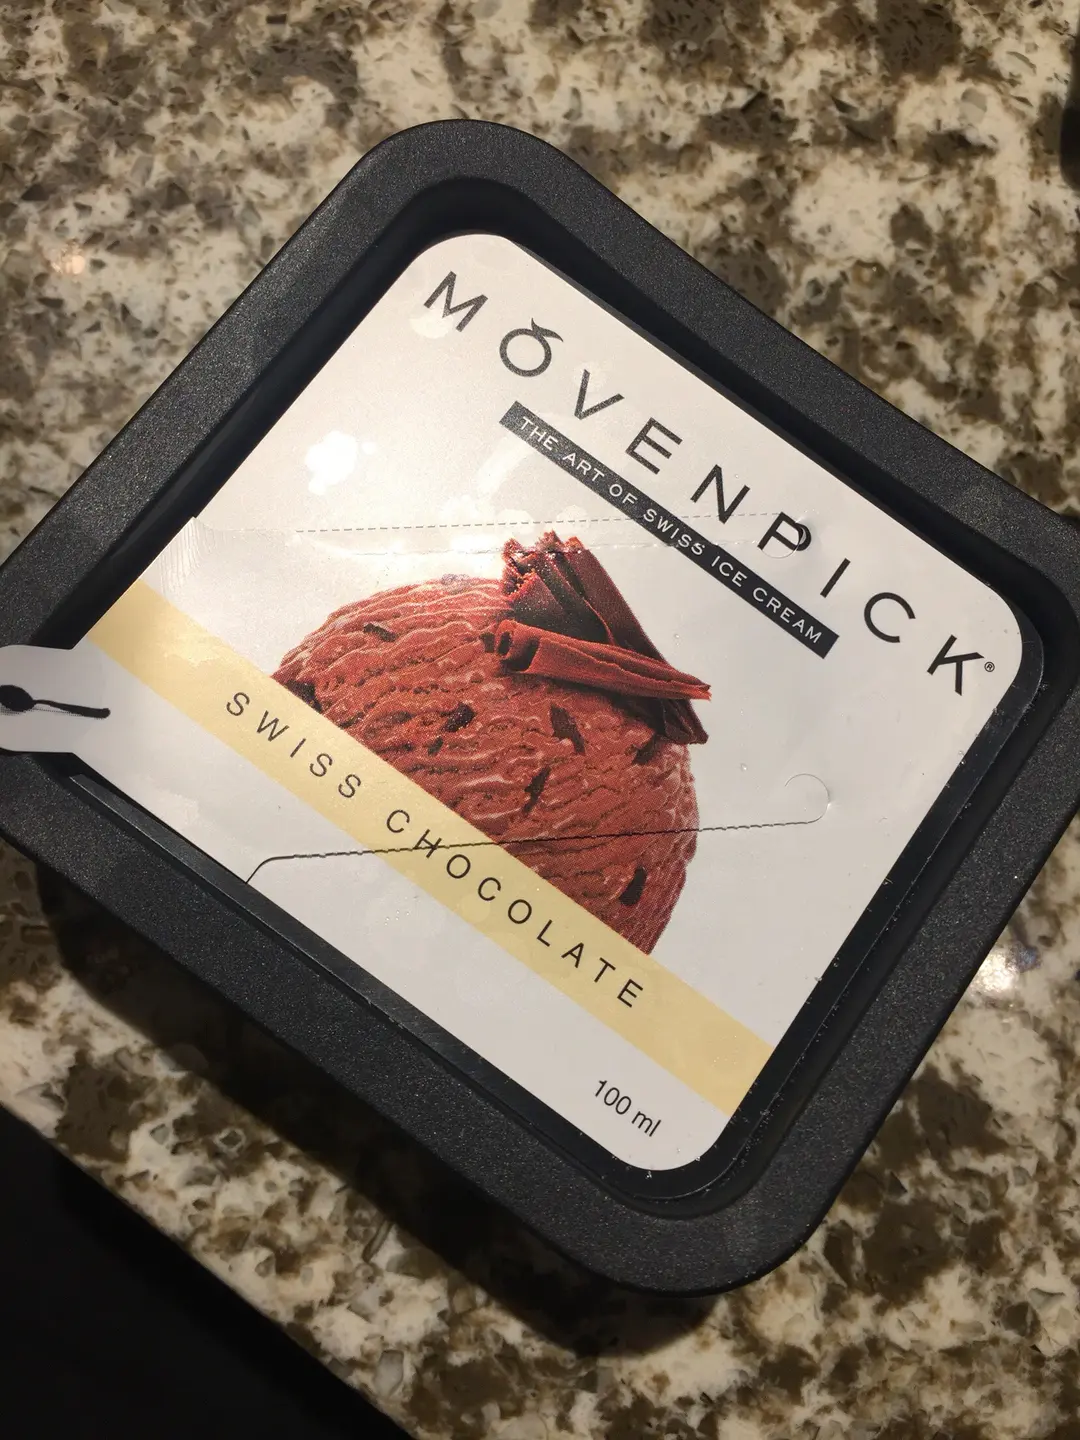 MÖVENPICK®
THE ART OF SWISS ICE CREAM
SWISS CHOCOLATE
100 ml